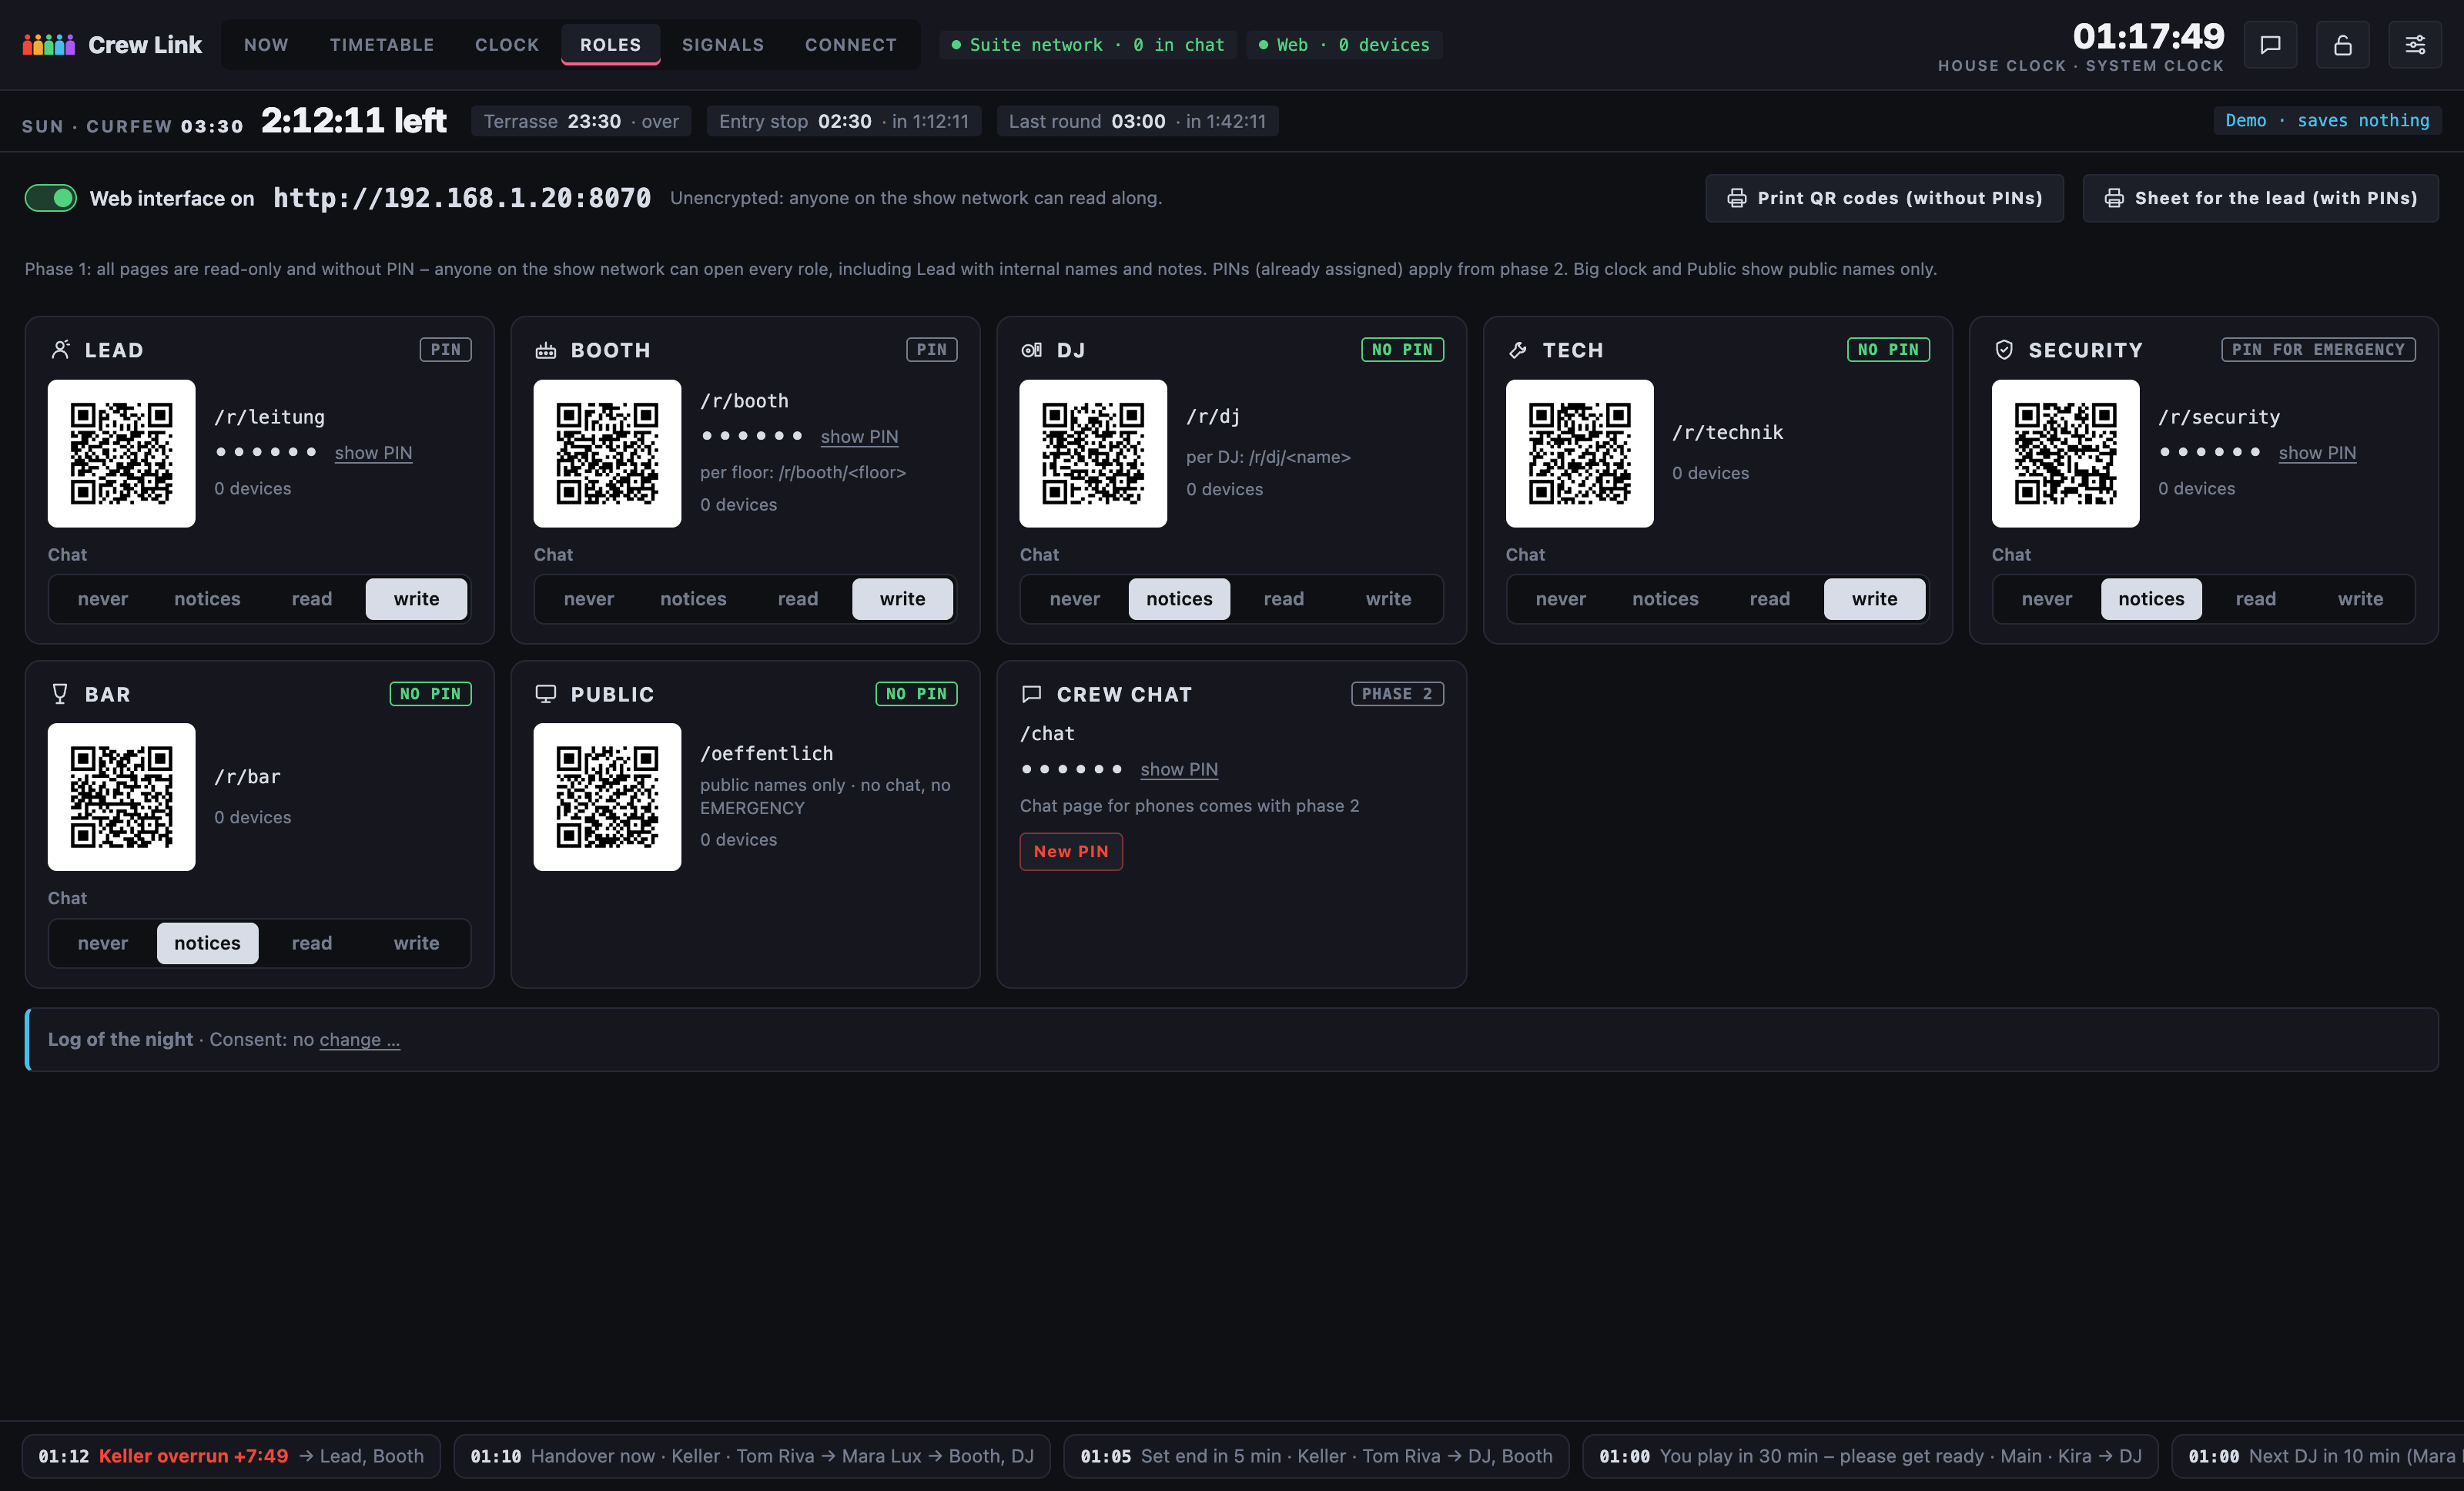 Crew Link
NOW TIMETABLE CLOCK ROLES SIGNALS CONNECT
Suite network · 0 in chat
Web · 0 devices
01:17:49
HOUSE CLOCK · SYSTEM CLOCK
SUN · CURFEW 03:30 2:12:11 left
Terrasse 23:30 · over
Entry stop 02:30 · in 1:12:11
Last round 03:00 · in 1:42:11
Demo · saves nothing
Web interface on http://192.168.1.20:8070 Unencrypted: anyone on the show network can read along.
Print QR codes (without PINs)
Sheet for the lead (with PINs)
Phase 1: all pages are read-only and without PIN – anyone on the show network can open every role, including Lead with internal names and notes. PINs (already assigned) apply from phase 2. Big clock and Public show public names only.
LEAD PIN
/r/leitung
•••••• show PIN
0 devices
Chat
never notices read write
BOOTH PIN
/r/booth
•••••• show PIN
per floor: /r/booth/<floor>
0 devices
Chat
never notices read write
DJ NO PIN
/r/dj
per DJ: /r/dj/<name>
0 devices
Chat
never notices read write
TECH NO PIN
/r/technik
0 devices
Chat
never notices read write
SECURITY PIN FOR EMERGENCY
/r/security
•••••• show PIN
0 devices
Chat
never notices read write
BAR NO PIN
/r/bar
0 devices
Chat
never notices read write
PUBLIC NO PIN
/oeffentlich
public names only · no chat, no
EMERGENCY
0 devices
CREW CHAT PHASE 2
/chat
•••••• show PIN
Chat page for phones comes with phase 2
New PIN
Log of the night · Consent: no change ...
01:12 Keller overrun +7:49 → Lead, Booth
01:10 Handover now · Keller · Tom Riva → Mara Lux → Booth, DJ
01:05 Set end in 5 min · Keller · Tom Riva → DJ, Booth
01:00 You play in 30 min – please get ready · Main · Kira → DJ
01:00 Next DJ in 10 min (Mara